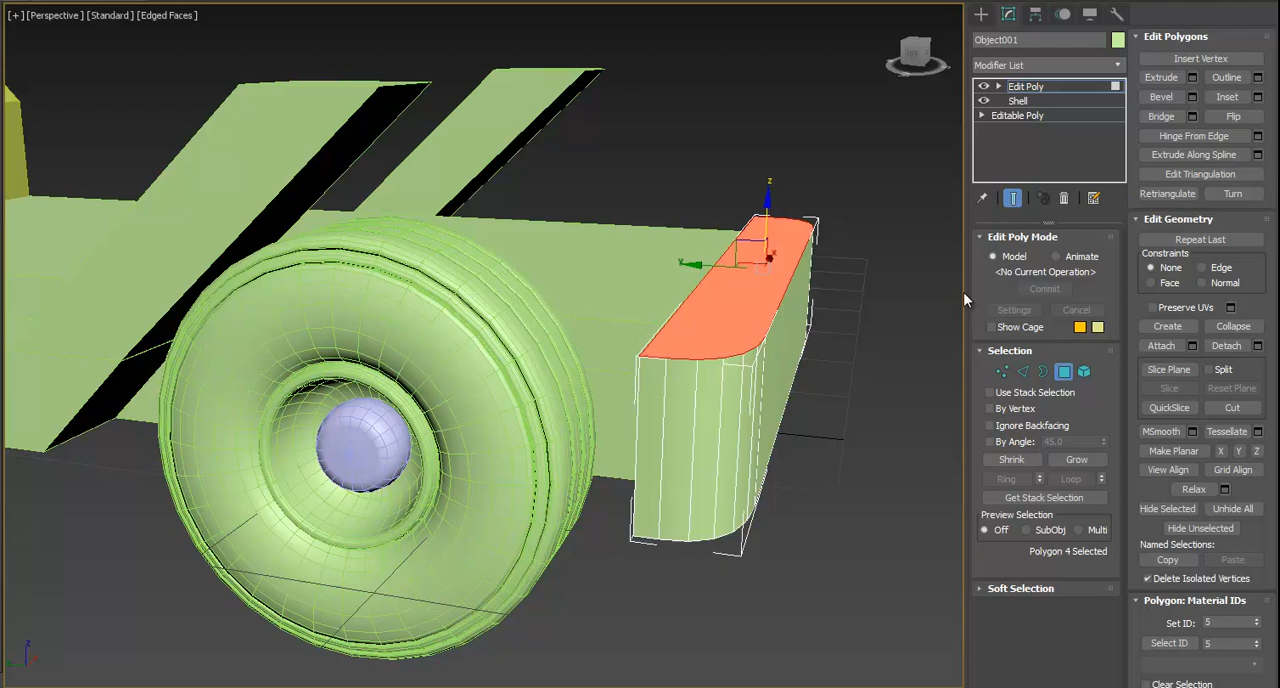 [+] [Perspective] [Standard] [Edged Faces]
z
y
x
z
Object001
Modifier List
Edit Poly
Shell
Editable Poly
Edit Poly Mode
Model Animate
<No Current Operation>
Commit
Settings Cancel
Show Cage
Selection
Use Stack Selection
By Vertex
Ignore Backfacing
By Angle: 45.0
Shrink Grow
Ring Loop
Get Stack Selection
Preview Selection
Off SubObj Multi
Polygon 4 Selected
Soft Selection
Edit Polygons
Insert Vertex
Extrude Outline
Bevel Inset
Bridge Flip
Hinge From Edge
Extrude Along Spline
Edit Triangulation
Retriangulate Turn
Edit Geometry
Repeat Last
Constraints
None Edge
Face Normal
Preserve UVs
Create Collapse
Attach Detach
Slice Plane Split
Slice Reset Plane
QuickSlice Cut
MSmooth Tessellate
Make Planar X Y Z
View Align Grid Align
Relax
Hide Selected Unhide All
Hide Unselected
Named Selections:
Copy Paste
Delete Isolated Vertices
Polygon: Material IDs
Set ID: 5
Select ID 5
Clear Selection